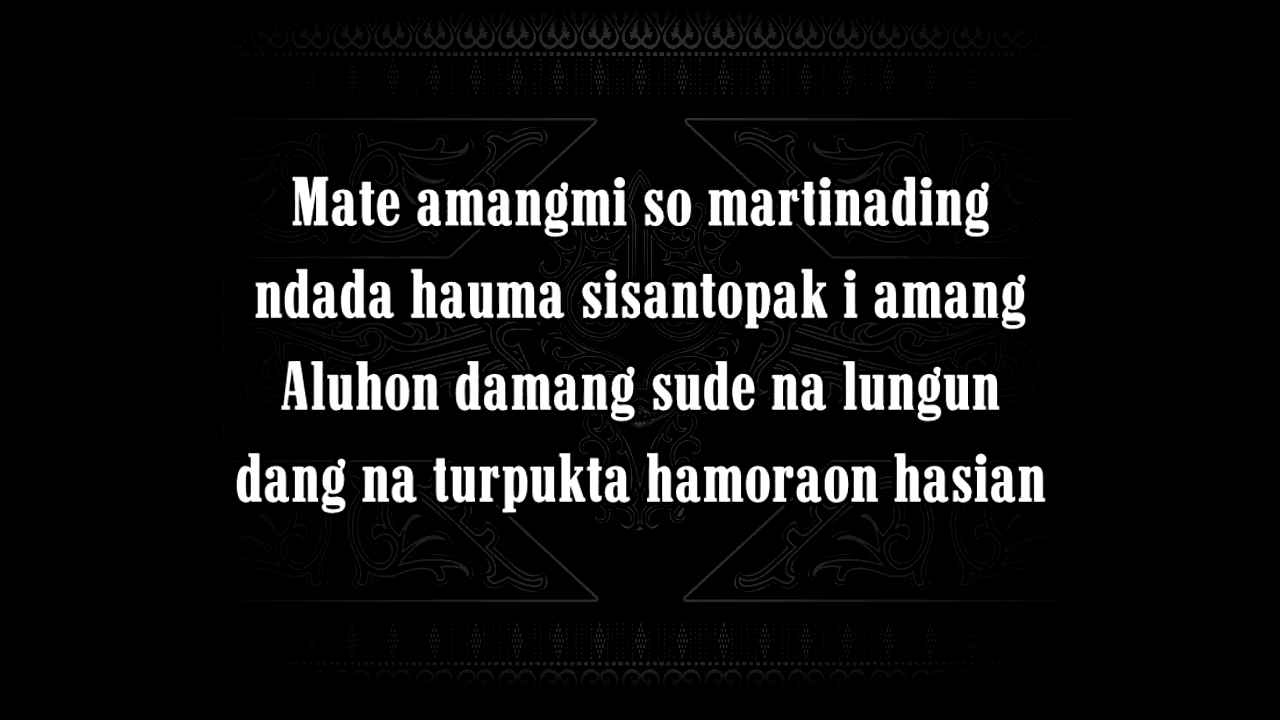 Mate amangmi so martinading
ndada hauma sisantopak i amang
Aluhon damang sude na lungun
dang na turpukta hamoraon hasian